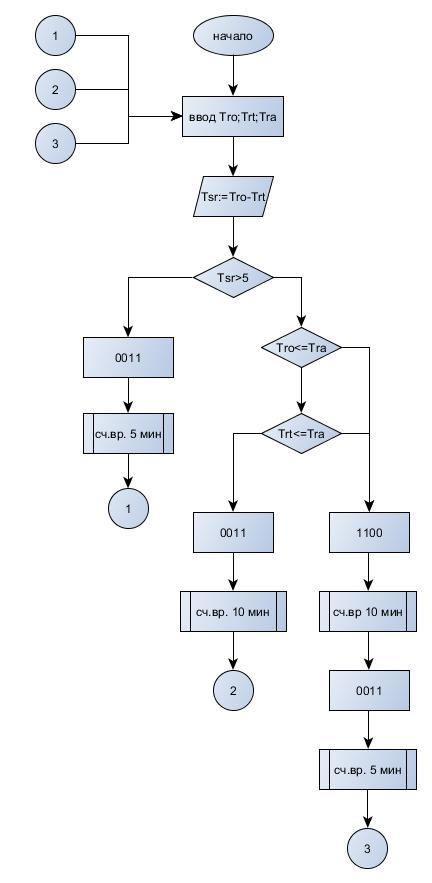 1
начало
2
ввод Tro;Trt;Tra
3
Tsr:=Tro-Trt
Tsr>5
0011
Tro<=Tra
сч.вр. 5 мин
Trt<=Tra
1
0011
1100
сч.вр. 10 мин
сч.вр 10 мин
2
0011
сч.вр. 5 мин
3